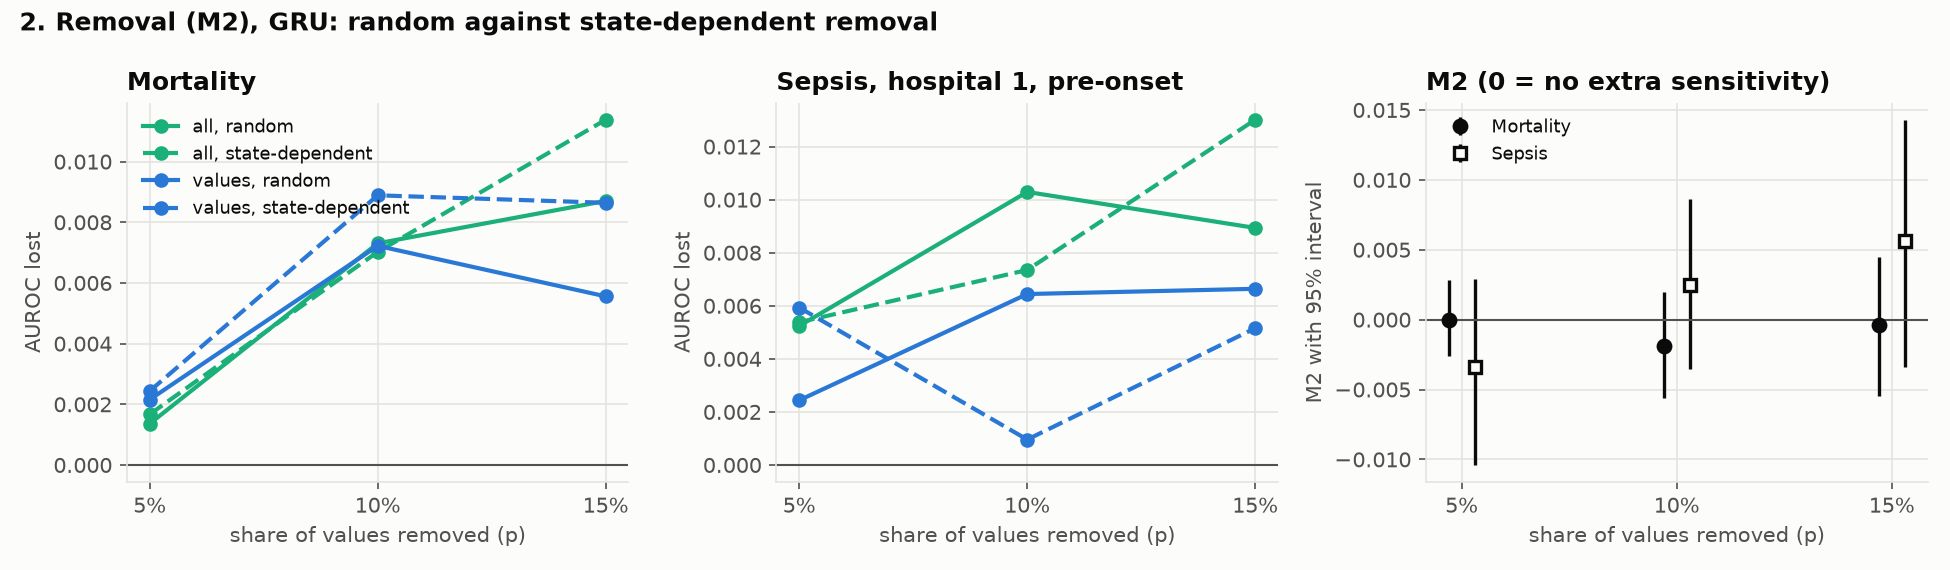 2. Removal (M2), GRU: random against state-dependent removal
Mortality
all, random
all, state-dependent
values, random
values, state-dependent
AUROC lost
0.010
0.008
0.006
0.004
0.002
0.000
5%
10%
15%
share of values removed (p)
Sepsis, hospital 1, pre-onset
AUROC lost
0.012
0.010
0.008
0.006
0.004
0.002
0.000
5%
10%
15%
share of values removed (p)
M2 (0 = no extra sensitivity)
Mortality
Sepsis
M2 with 95% interval
0.015
0.010
0.005
0.000
−0.005
−0.010
5%
10%
15%
share of values removed (p)